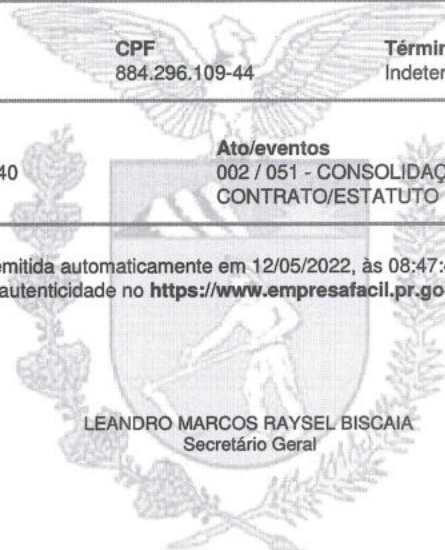 CPF Términ
884.296.109-44 Indeter
Ato/eventos
40 002 / 051 - CONSOLIDAÇ
CONTRATO/ESTATUTO
emitida automaticamente em 12/05/2022, às 08:47:
autenticidade no https://www.empresafacil.pr.go
LEANDRO MARCOS RAYSEL BISCAIA
Secretário Geral